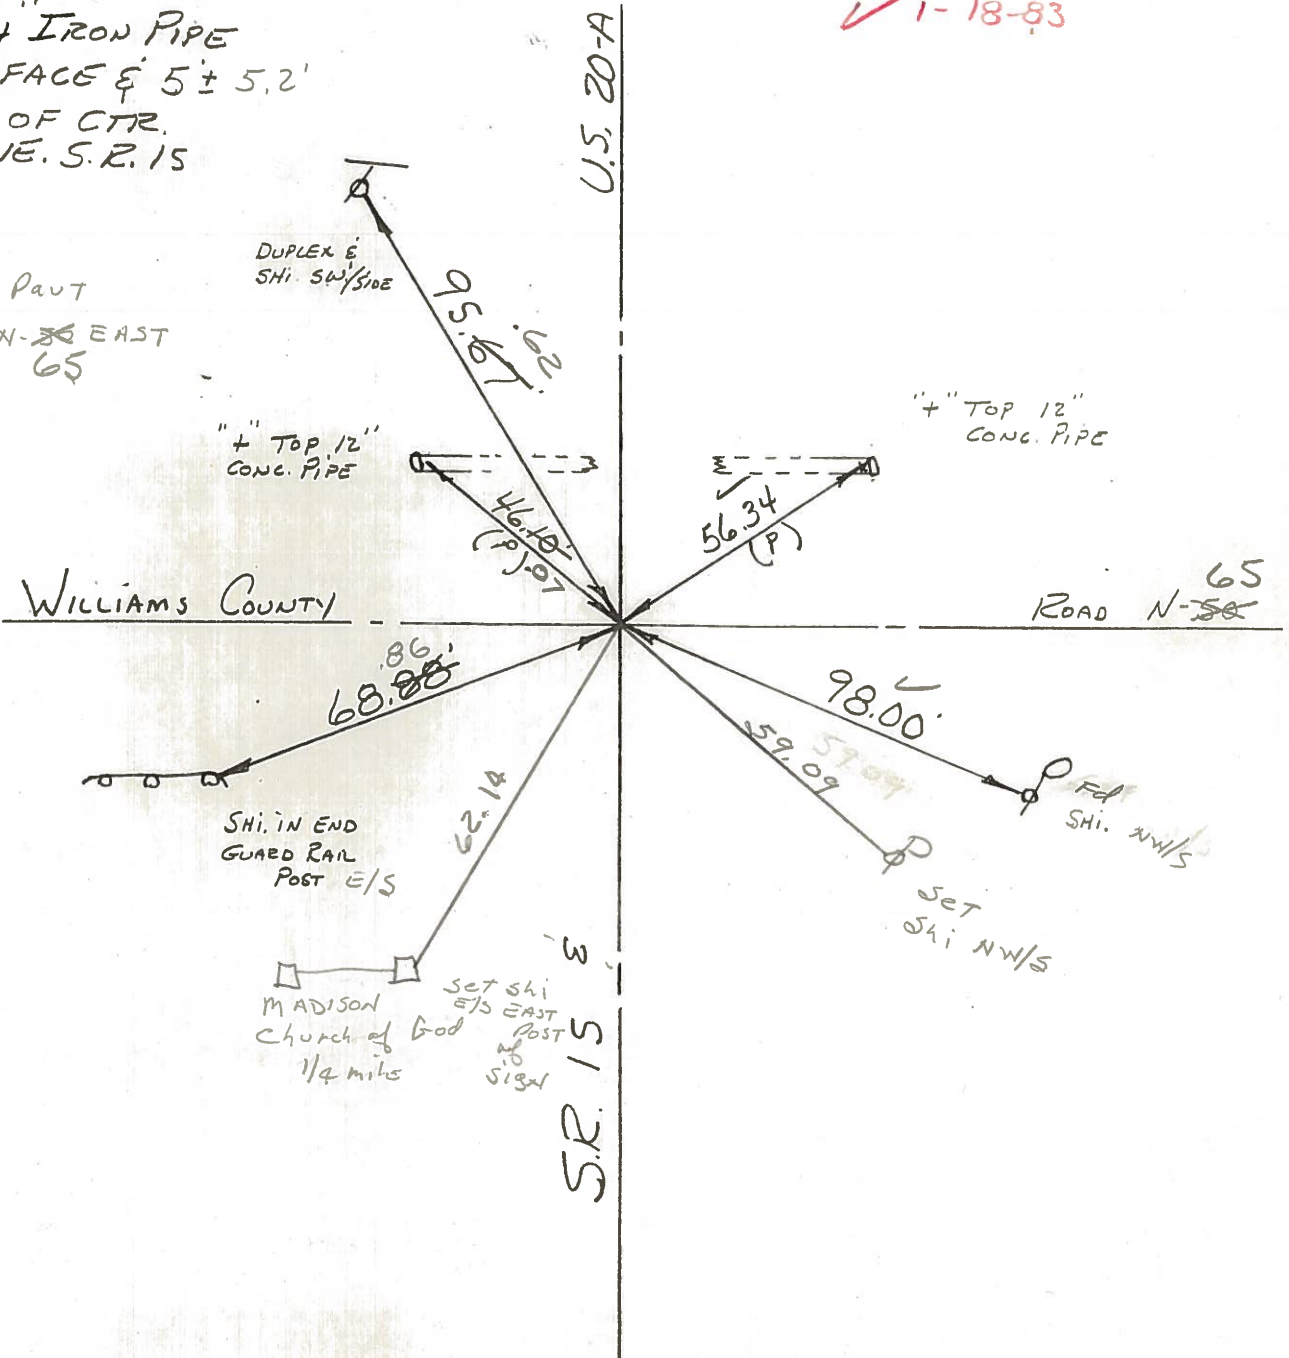 " IRON PIPE
FACE & 5'± 5.2'
OF CTR.
S.R. 15
1-18-83
U.S. 20-A
DUPLEX &
SHI. SW/SIDE
95.67'
.62
Paut
N-50 EAST
65
"+" TOP 12"
CONC. PIPE
"+" TOP 12"
CONC. PIPE
46.10'
(P) .07
56.34
(P)
WILLIAMS COUNTY
65
ROAD N-50
.86
68.88'
98.00'
59.09
59.09
62.14
Fd
SHI. NW/S
SHI. IN END
GUARD RAIL
POST E/S
SET
Shi NW/S
MADISON
Church of God
1/4 mile
Set shi
E/S EAST
POST
of
Sign
S.R. 15 &